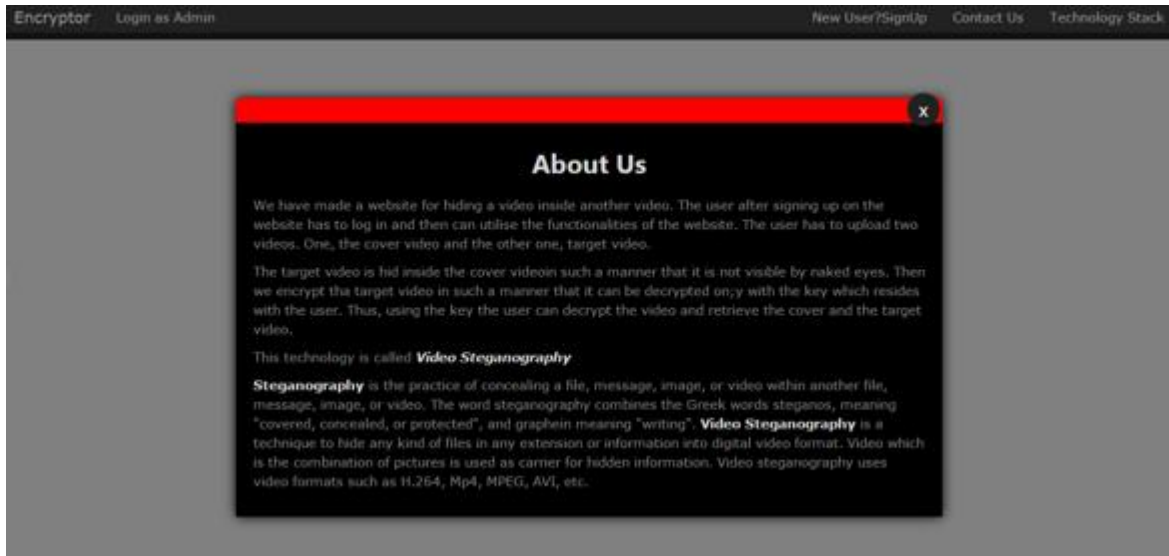 Encryptor Login as Admin New User?SignUp Contact Us Technology Stack
x
About Us
We have made a website for hiding a video inside another video. The user after signing up on the
website has to log in and then can utilise the functionalities of the website. The user has to upload two
videos. One, the cover video and the other one, target video.
The target video is hid inside the cover videoin such a manner that it is not visible by naked eyes. Then
we encrypt tha target video in such a manner that it can be decrypted on;y with the key which resides
with the user. Thus, using the key the user can decrypt the video and retrieve the cover and the target
video.
This technology is called Video Steganography
Steganography is the practice of concealing a file, message, image, or video within another file,
message, image, or video. The word steganography combines the Greek words steganos, meaning
"covered, concealed, or protected", and graphein meaning "writing". Video Steganography is a
technique to hide any kind of files in any extension or information into digital video format. Video which
is the combination of pictures is used as carrier for hidden information. Video steganography uses
video formats such as H.264, Mp4, MPEG, AVI, etc.